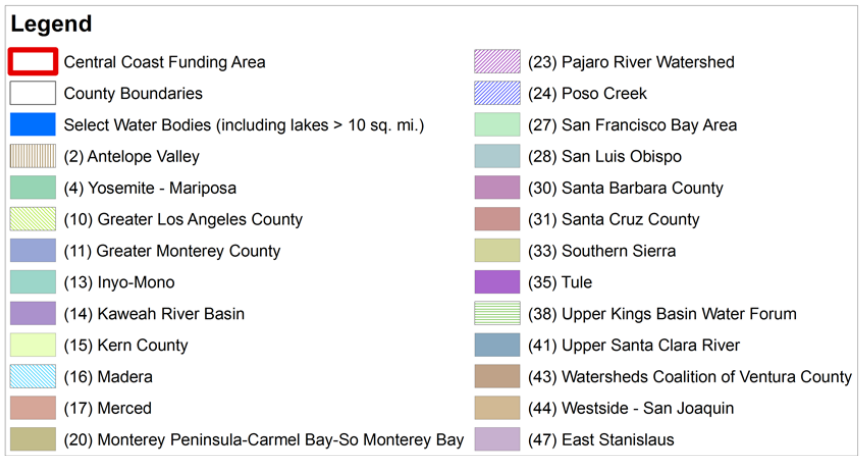 Legend
Central Coast Funding Area
County Boundaries
Select Water Bodies (including lakes > 10 sq. mi.)
(2) Antelope Valley
(4) Yosemite - Mariposa
(10) Greater Los Angeles County
(11) Greater Monterey County
(13) Inyo-Mono
(14) Kaweah River Basin
(15) Kern County
(16) Madera
(17) Merced
(20) Monterey Peninsula-Carmel Bay-So Monterey Bay
(23) Pajaro River Watershed
(24) Poso Creek
(27) San Francisco Bay Area
(28) San Luis Obispo
(30) Santa Barbara County
(31) Santa Cruz County
(33) Southern Sierra
(35) Tule
(38) Upper Kings Basin Water Forum
(41) Upper Santa Clara River
(43) Watersheds Coalition of Ventura County
(44) Westside - San Joaquin
(47) East Stanislaus